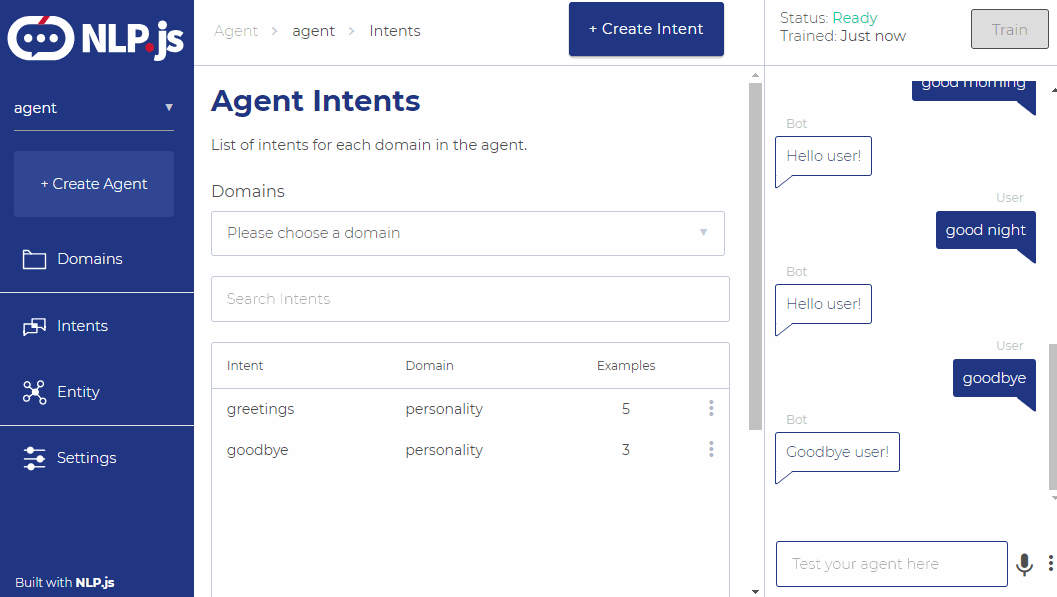 NLP.js
agent
+ Create Agent
Domains
Intents
Entity
Settings
Built with NLP.js
Agent > agent > Intents
+ Create Intent
Agent Intents
List of intents for each domain in the agent.
Domains
Please choose a domain
Search Intents
Intent Domain Examples
greetings personality 5
goodbye personality 3
Status: Ready
Trained: Just now
Train
good morning
Bot
Hello user!
User
good night
Bot
Hello user!
User
goodbye
Bot
Goodbye user!
Test your agent here